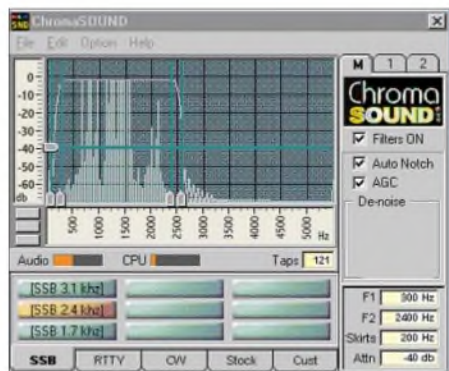 ChromaSOUND
File Edit Option Help
M 1 2
Chroma
SOUND
0
-10
-20
-30
-40
-50
-60
db
500 1000 1500 2000 2500 3000 3500 4000 4500 5000 Hz
Filters ON
Auto Notch
AGC
De-noise
Audio CPU Taps 121
[SSB 3.1 khz]
[SSB 2.4 khz]
[SSB 1.7 khz]
F1 300 Hz
F2 2400 Hz
Skirts 200 Hz
Attn -40 db
SSB RTTY CW Stock Cust